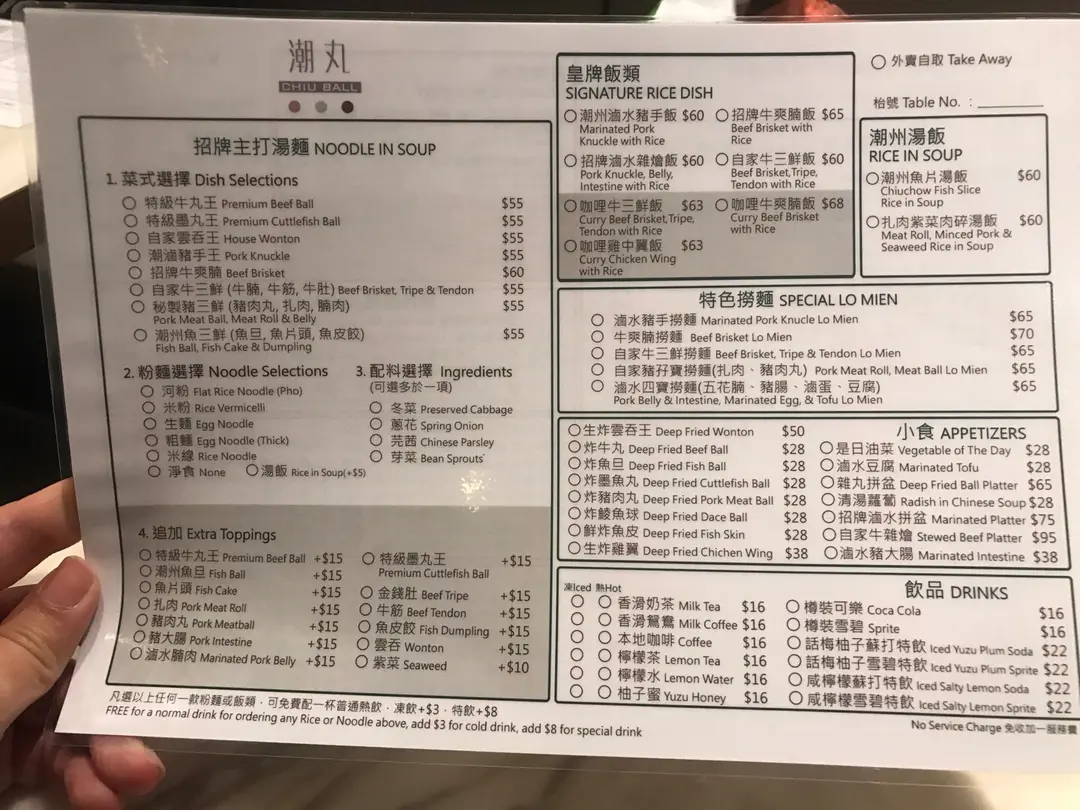 潮丸
CHIU BALL
招牌主打湯麵 NOODLE IN SOUP
1. 菜式選擇 Dish Selections
特級牛丸王 Premium Beef Ball $55
特級墨丸王 Premium Cuttlefish Ball $55
自家雲吞王 House Wonton $55
潮滷豬手王 Pork Knuckle $55
招牌牛爽腩 Beef Brisket $60
自家牛三鮮 (牛腩, 牛筋, 牛肚) Beef Brisket, Tripe & Tendon $55
秘製豬三鮮 (豬肉丸, 扎肉, 腩肉) $55
Pork Meat Ball, Meat Roll & Belly
潮州魚三鮮 (魚旦, 魚片頭, 魚皮餃) $55
Fish Ball, Fish Cake & Dumpling
2. 粉麵選擇 Noodle Selections
河粉 Flat Rice Noodle (Pho)
米粉 Rice Vermicelli
生麵 Egg Noodle
粗麵 Egg Noodle (Thick)
米線 Rice Noodle
淨食 None 湯飯 Rice in Soup(+$5)
3. 配料選擇 Ingredients
(可選多於一項)
冬菜 Preserved Cabbage
蔥花 Spring Onion
芫茜 Chinese Parsley
芽菜 Bean Sprouts
4. 追加 Extra Toppings
特級牛丸王 Premium Beef Ball +$15
潮州魚旦 Fish Ball +$15
魚片頭 Fish Cake +$15
扎肉 Pork Meat Roll +$15
豬肉丸 Pork Meatball +$15
豬大腸 Pork Intestine +$15
滷水腩肉 Marinated Pork Belly +$15
特級墨丸王 +$15
Premium Cuttlefish Ball
金錢肚 Beef Tripe +$15
牛筋 Beef Tendon +$15
魚皮餃 Fish Dumpling +$15
雲吞 Wonton +$15
紫菜 Seaweed +$10
凡選以上任何一款粉麵或飯類，可免費配一杯普通熱飲，凍飲+$3，特飲+$8
FREE for a normal drink for ordering any Rice or Noodle above, add $3 for cold drink, add $8 for special drink
皇牌飯類
SIGNATURE RICE DISH
潮州滷水豬手飯 $60
Marinated Pork
Knuckle with Rice
招牌牛爽腩飯 $65
Beef Brisket with
Rice
招牌滷水雜燴飯 $60
Pork Knuckle, Belly,
Intestine with Rice
自家牛三鮮飯 $60
Beef Brisket,Tripe,
Tendon with Rice
咖哩牛三鮮飯 $63
Curry Beef Brisket,Tripe,
Tendon with Rice
咖哩牛爽腩飯 $68
Curry Beef Brisket
with Rice
咖哩雞中翼飯 $63
Curry Chicken Wing
with Rice
外賣自取 Take Away
枱號 Table No. :
潮州湯飯
RICE IN SOUP
潮州魚片湯飯 $60
Chiuchow Fish Slice
Rice in Soup
扎肉紫菜肉碎湯飯 $60
Meat Roll, Minced Pork &
Seaweed Rice in Soup
特色撈麵 SPECIAL LO MIEN
滷水豬手撈麵 Marinated Pork Knucle Lo Mien $65
牛爽腩撈麵 Beef Brisket Lo Mien $70
自家牛三鮮撈麵 Beef Brisket, Tripe & Tendon Lo Mien $65
自家豬孖寶撈麵(扎肉、豬肉丸) Pork Meat Roll, Meat Ball Lo Mien $65
滷水四寶撈麵(五花腩、豬腸、滷蛋、豆腐) $65
Pork Belly & Intestine, Marinated Egg, & Tofu Lo Mien
小食 APPETIZERS
生炸雲吞王 Deep Fried Wonton $50
炸牛丸 Deep Fried Beef Ball $28
炸魚旦 Deep Fried Fish Ball $28
炸墨魚丸 Deep Fried Cuttlefish Ball $28
炸豬肉丸 Deep Fried Pork Meat Ball $28
炸鯪魚球 Deep Fried Dace Ball $28
鮮炸魚皮 Deep Fried Fish Skin $28
生炸雞翼 Deep Fried Chichen Wing $38
是日油菜 Vegetable of The Day $28
滷水豆腐 Marinated Tofu $28
雜丸拼盆 Deep Fried Ball Platter $65
清湯蘿蔔 Radish in Chinese Soup $28
招牌滷水拼盆 Marinated Platter $75
自家牛雜燴 Stewed Beef Platter $95
滷水豬大腸 Marinated Intestine $38
飲品 DRINKS
凍Iced 熱Hot
香滑奶茶 Milk Tea $16
香滑鴛鴦 Milk Coffee $16
本地咖啡 Coffee $16
檸檬茶 Lemon Tea $16
檸檬水 Lemon Water $16
柚子蜜 Yuzu Honey $16
樽裝可樂 Coca Cola $16
樽裝雪碧 Sprite $16
話梅柚子蘇打特飲 Iced Yuzu Plum Soda $22
話梅柚子雪碧特飲 Iced Yuzu Plum Sprite $22
咸檸檬蘇打特飲 Iced Salty Lemon Soda $22
咸檸檬雪碧特飲 Iced Salty Lemon Sprite $22
No Service Charge 免收加一服務費